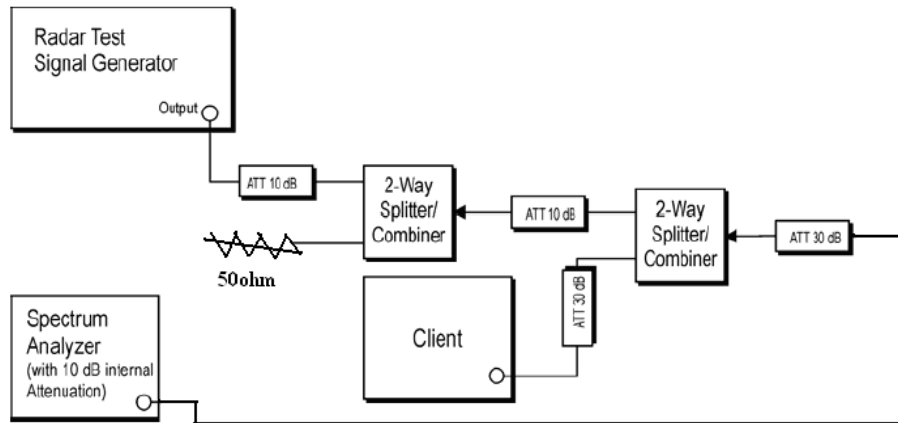 Radar Test
Signal Generator
Output
ATT 10 dB
2-Way
Splitter/
Combiner
ATT 10 dB
2-Way
Splitter/
Combiner
ATT 30 dB
50ohm
ATT 30 dB
Spectrum
Analyzer
(with 10 dB internal
Attenuation)
Client